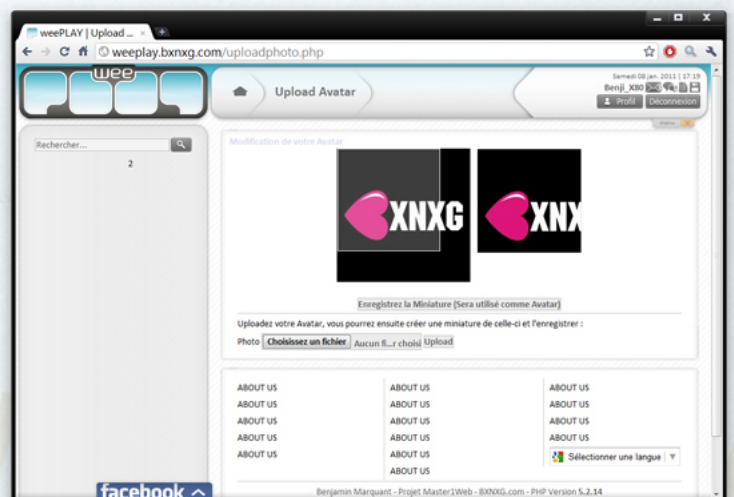 weePLAY | Upload ...
weeplay.bxnxg.com/uploadphoto.php
wee
Upload Avatar
Samedi 08 jan. 2011 | 17:19
Benji_X80
Profil
Déconnexion
menu
Rechercher...
2
Modification de votre Avatar
XNXG
XNX
Enregistrez la Miniature (Sera utilisé comme Avatar)
Uploadez votre Avatar, vous pourrez ensuite créer une miniature de celle-ci et l'enregistrer :
Photo Choisissez un fichier Aucun fi...r choisi Upload
ABOUT US ABOUT US ABOUT US
ABOUT US ABOUT US ABOUT US
ABOUT US ABOUT US ABOUT US
ABOUT US ABOUT US ABOUT US
ABOUT US ABOUT US Sélectionner une langue
ABOUT US
facebook
Benjamin Marquant - Projet Master1Web - BXNXG.com - PHP Version 5.2.14